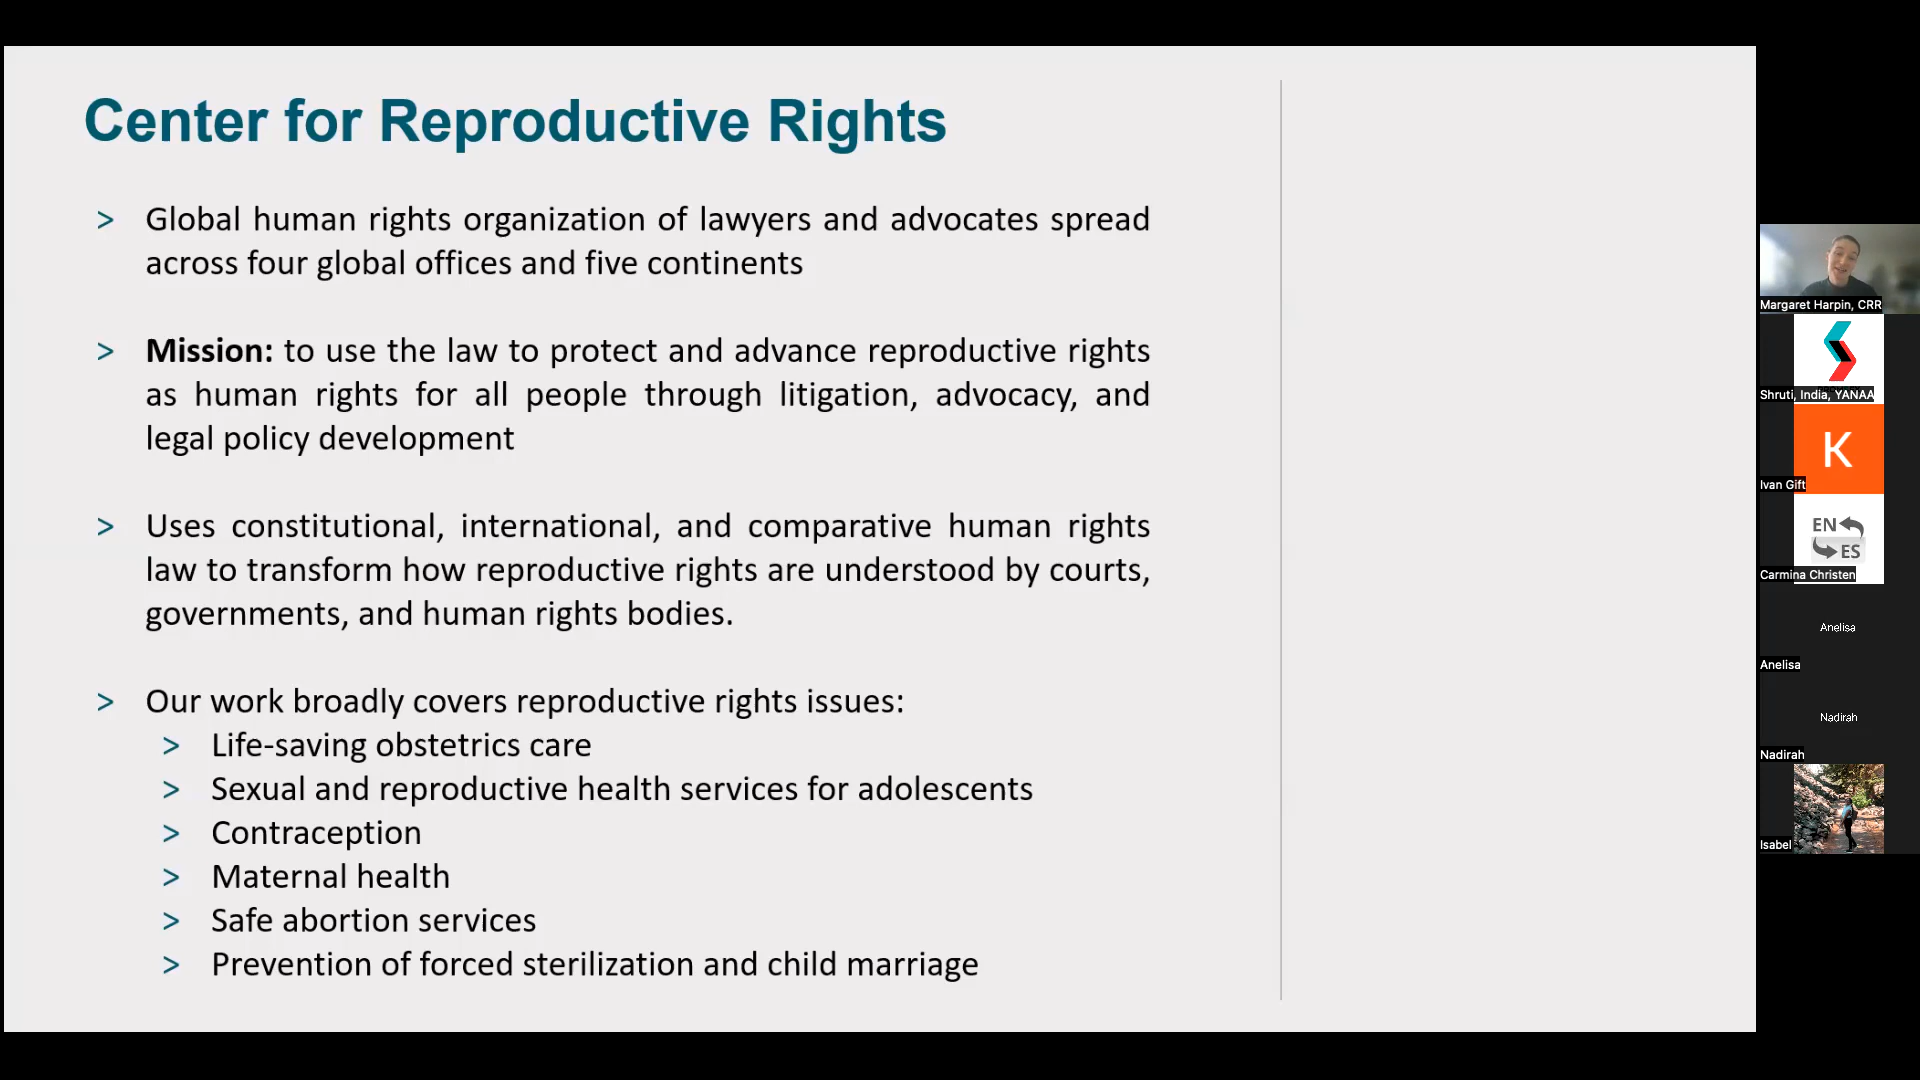 Center for Reproductive Rights
> Global human rights organization of lawyers and advocates spread
across four global offices and five continents
> Mission: to use the law to protect and advance reproductive rights
as human rights for all people through litigation, advocacy, and
legal policy development
> Uses constitutional, international, and comparative human rights
law to transform how reproductive rights are understood by courts,
governments, and human rights bodies.
> Our work broadly covers reproductive rights issues:
> Life-saving obstetrics care
> Sexual and reproductive health services for adolescents
> Contraception
> Maternal health
> Safe abortion services
> Prevention of forced sterilization and child marriage
Margaret Harpin, CRR
Shruti, India, YANAA
K
Ivan Gift
EN
ES
Carmina Christen
Anelisa
Anelisa
Nadirah
Nadirah
Isabel